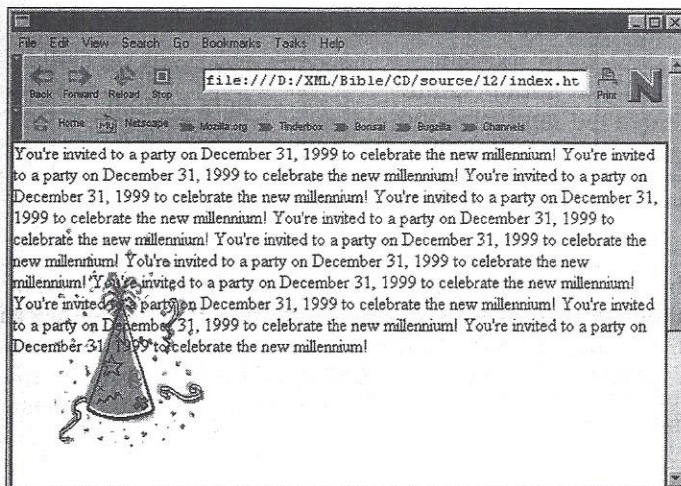 File Edit View Search Go Bookmarks Tasks Help
Back Forward Reload Stop
file:///D:/XML/Bible/CD/source/12/index.ht
Print
N
Home My Netscape Mozilla.org Tinderbox Bonsai Bugzilla Channels
You're invited to a party on December 31, 1999 to celebrate the new millennium! You're invited
to a party on December 31, 1999 to celebrate the new millennium! You're invited to a party on
December 31, 1999 to celebrate the new millennium! You're invited to a party on December 31,
1999 to celebrate the new millennium! You're invited to a party on December 31, 1999 to
celebrate the new millennium! You're invited to a party on December 31, 1999 to celebrate the
new millennium! You're invited to a party on December 31, 1999 to celebrate the new
millennium! You're invited to a party on December 31, 1999 to celebrate the new millennium!
You're invited to a party on December 31, 1999 to celebrate the new millennium! You're invited
to a party on December 31, 1999 to celebrate the new millennium! You're invited to a party on
December 31, 1999 to celebrate the new millennium!